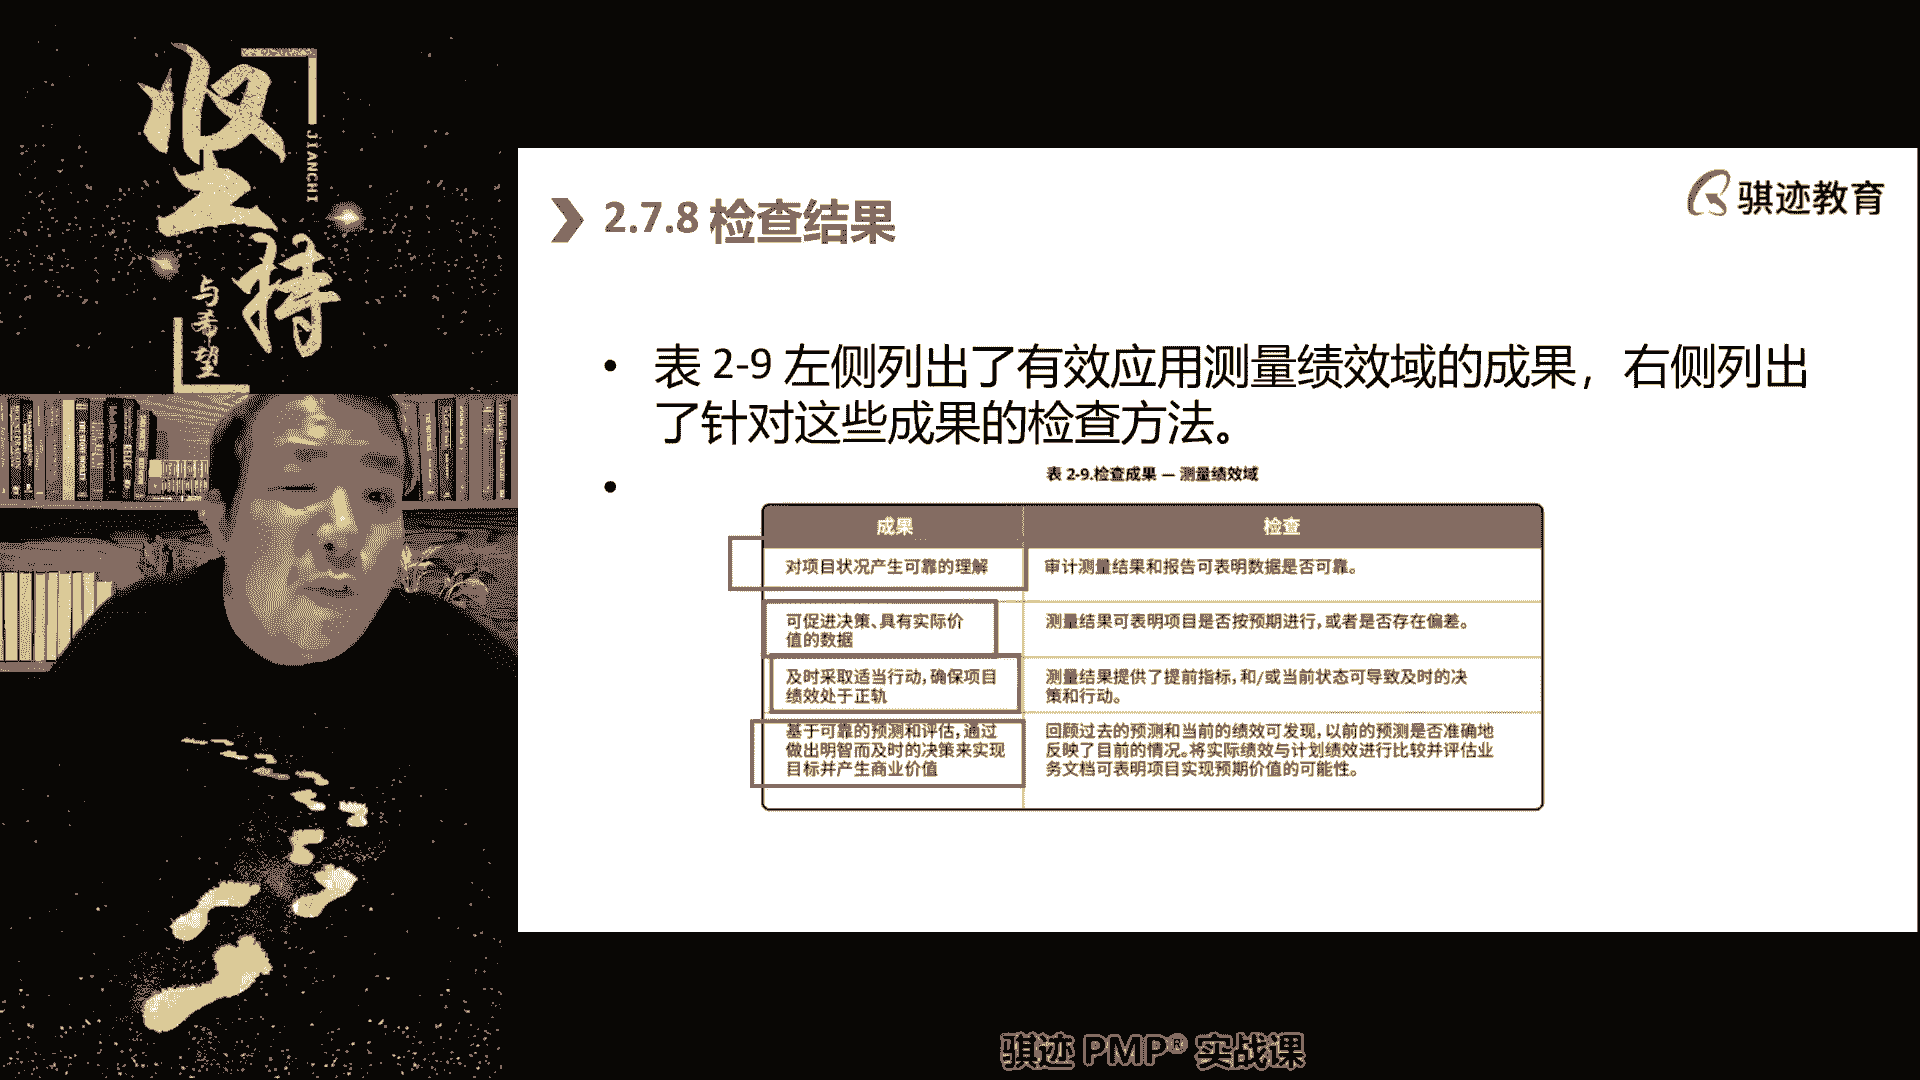 坚持
JIANCHI
与希望
骐迹教育
2.7.8 检查结果
• 表 2-9 左侧列出了有效应用测量绩效域的成果，右侧列出
了针对这些成果的检查方法。
•
表 2-9.检查成果 — 测量绩效域
成果 检查
对项目状况产生可靠的理解 审计测量结果和报告可表明数据是否可靠。
可促进决策、具有实际价 测量结果可表明项目是否按预期进行，或者是否存在偏差。
值的数据
及时采取适当行动，确保项目 测量结果提供了提前指标，和/或当前状态可导致及时的决
绩效处于正轨 策和行动。
基于可靠的预测和评估，通过 回顾过去的预测和当前的绩效可发现，以前的预测是否准确地
做出明智而及时的决策来实现 反映了目前的情况。将实际绩效与计划绩效进行比较并评估业
目标并产生商业价值 务文档可表明项目实现预期价值的可能性。
骐迹 PMP® 实战课